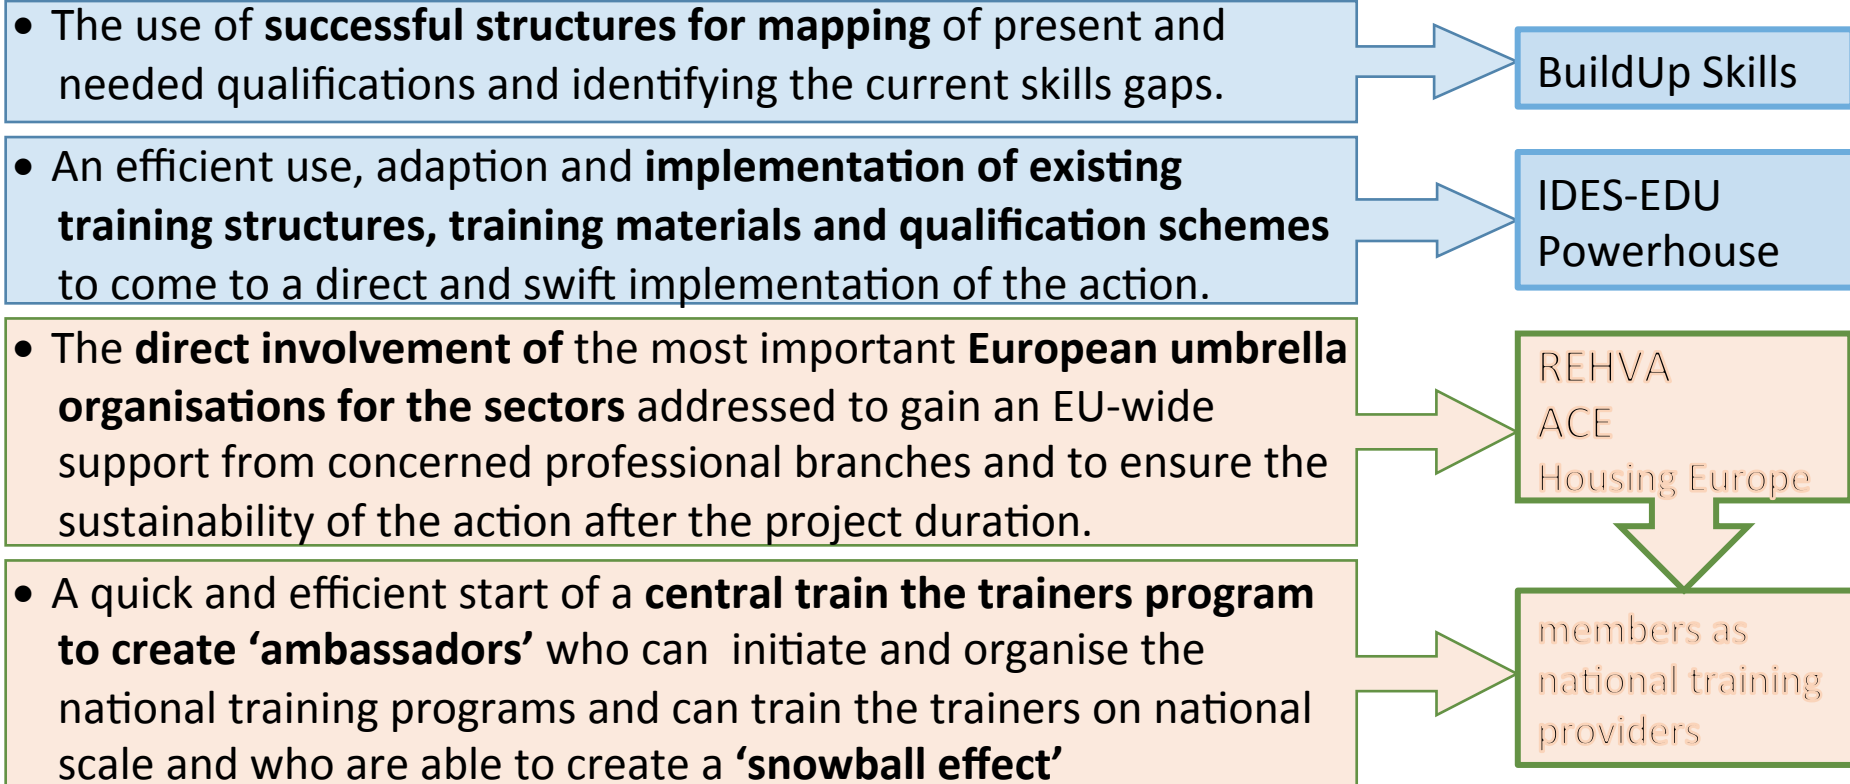 • The use of successful structures for mapping of present and
needed qualifications and identifying the current skills gaps.
BuildUp Skills
• An efficient use, adaption and implementation of existing
training structures, training materials and qualification schemes
to come to a direct and swift implementation of the action.
IDES-EDU
Powerhouse
• The direct involvement of the most important European umbrella
organisations for the sectors addressed to gain an EU-wide
support from concerned professional branches and to ensure the
sustainability of the action after the project duration.
REHVA
ACE
Housing Europe
• A quick and efficient start of a central train the trainers program
to create ‘ambassadors’ who can initiate and organise the
national training programs and can train the trainers on national
scale and who are able to create a ‘snowball effect’
members as
national training
providers